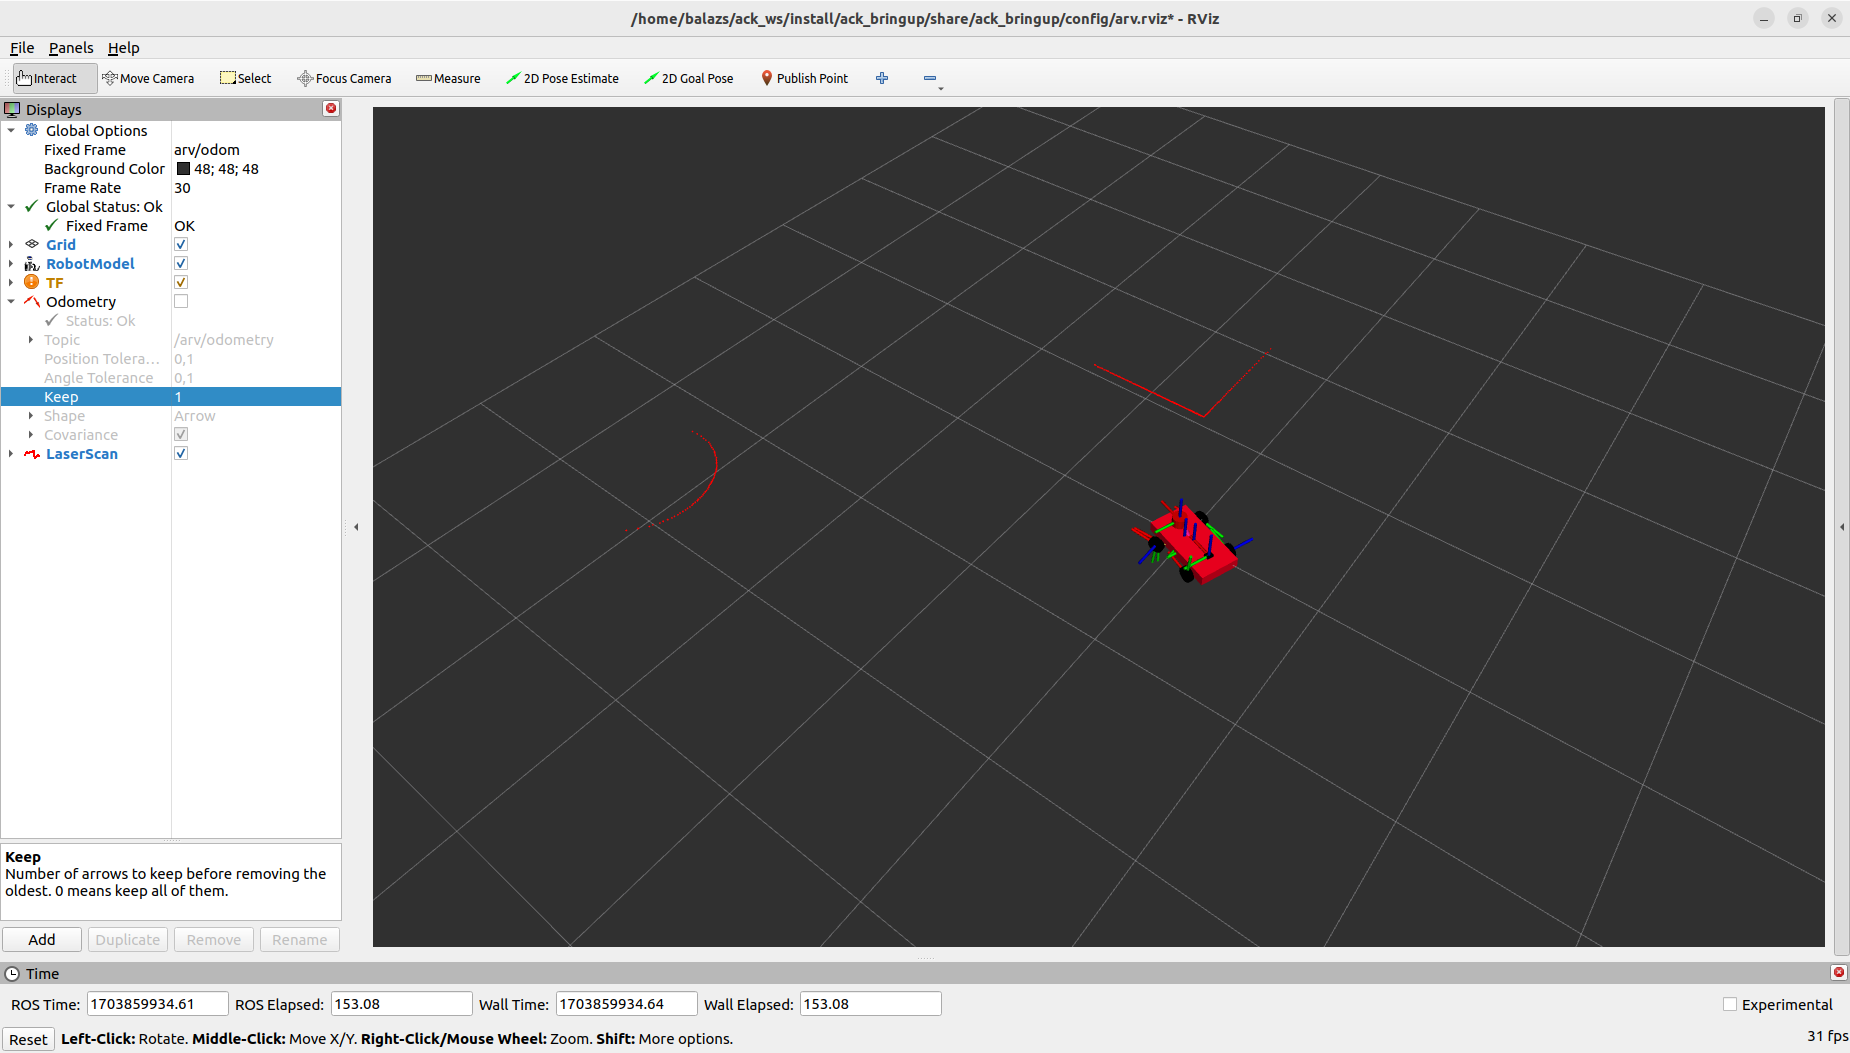 /home/balazs/ack_ws/install/ack_bringup/share/ack_bringup/config/arv.rviz* - RViz
File Panels Help
Interact Move Camera Select Focus Camera Measure 2D Pose Estimate 2D Goal Pose Publish Point
Displays
Global Options
Fixed Frame arv/odom
Background Color 48; 48; 48
Frame Rate 30
Global Status: Ok
Fixed Frame OK
Grid
RobotModel
TF
Odometry
Status: Ok
Topic /arv/odometry
Position Tolera... 0,1
Angle Tolerance 0,1
Keep 1
Shape Arrow
Covariance
LaserScan
Keep
Number of arrows to keep before removing the
oldest. 0 means keep all of them.
Add Duplicate Remove Rename
Time
ROS Time: 1703859934.61 ROS Elapsed: 153.08 Wall Time: 1703859934.64 Wall Elapsed: 153.08 Experimental
Reset Left-Click: Rotate. Middle-Click: Move X/Y. Right-Click/Mouse Wheel: Zoom. Shift: More options. 31 fps